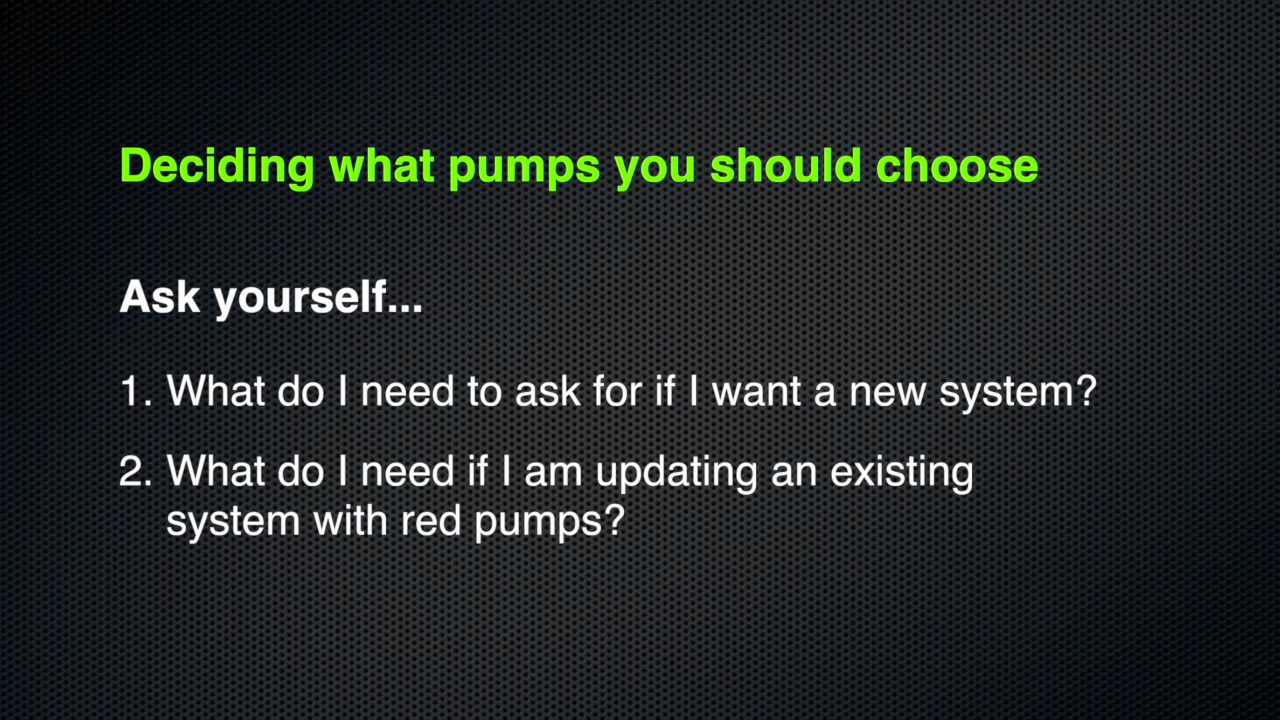 Deciding what pumps you should choose
Ask yourself...
1. What do I need to ask for if I want a new system?
2. What do I need if I am updating an existing
system with red pumps?